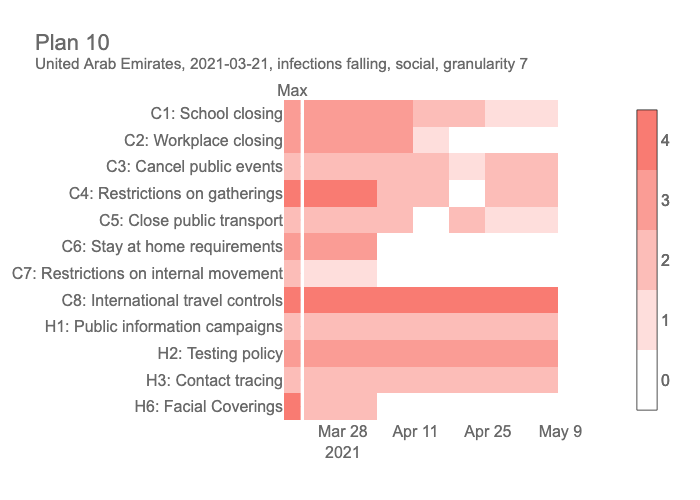 Plan 10
United Arab Emirates, 2021-03-21, infections falling, social, granularity 7
Max
C1: School closing
C2: Workplace closing
C3: Cancel public events
C4: Restrictions on gatherings
C5: Close public transport
C6: Stay at home requirements
C7: Restrictions on internal movement
C8: International travel controls
H1: Public information campaigns
H2: Testing policy
H3: Contact tracing
H6: Facial Coverings
Mar 28 Apr 11 Apr 25 May 9
2021
4
3
2
1
0